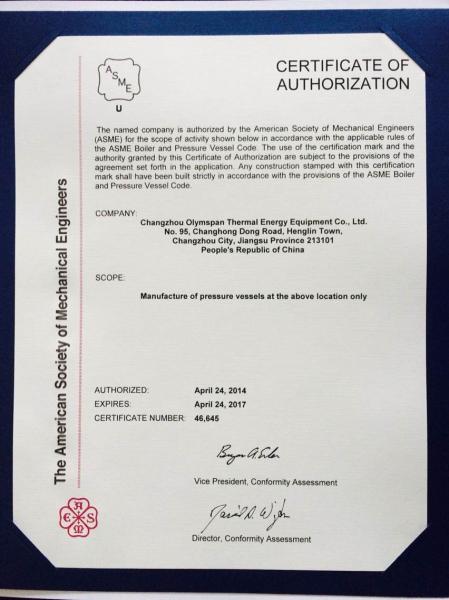 ASME
U
CERTIFICATE OF
AUTHORIZATION
The named company is authorized by the American Society of Mechanical Engineers
(ASME) for the scope of activity shown below in accordance with the applicable rules of
the ASME Boiler and Pressure Vessel Code. The use of the certification mark and the
authority granted by this Certificate of Authorization are subject to the provisions of the
agreement set forth in the application. Any construction stamped with this certification
mark shall have been built strictly in accordance with the provisions of the ASME Boiler
and Pressure Vessel Code.
COMPANY:
Changzhou Olymspan Thermal Energy Equipment Co., Ltd.
No. 95, Changhong Dong Road, Henglin Town,
Changzhou City, Jiangsu Province 213101
People's Republic of China
SCOPE:
Manufacture of pressure vessels at the above location only
AUTHORIZED: April 24, 2014
EXPIRES: April 24, 2017
CERTIFICATE NUMBER: 46,645
Vice President, Conformity Assessment
Director, Conformity Assessment
The American Society of Mechanical Engineers
ASME